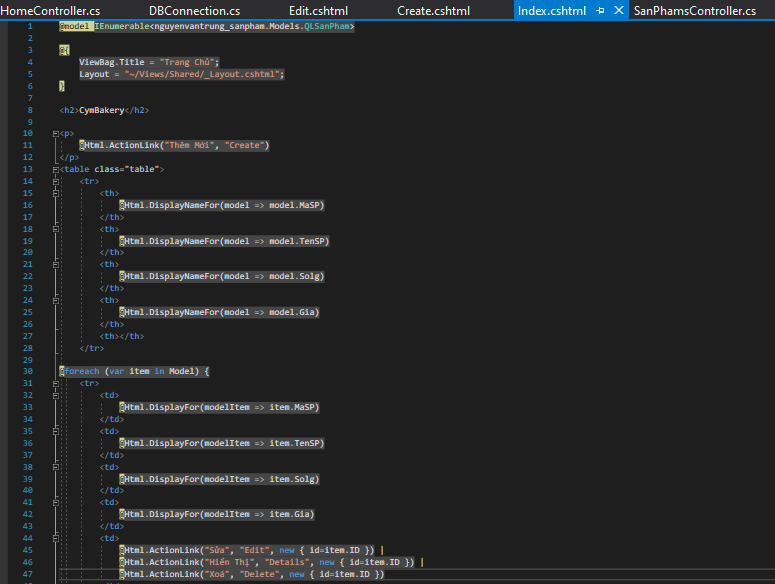 HomeController.cs DBConnection.cs Edit.cshtml Create.cshtml Index.cshtml SanPhamsController.cs
1 @model IEnumerable<nguyenvantrung_sanpham.Models.QLSanPham>
2
3 @{
4 ViewBag.Title = "Trang Chủ";
5 Layout = "~/Views/Shared/_Layout.cshtml";
6 }
7
8 <h2>CymBakery</h2>
9
10 <p>
11 @Html.ActionLink("Thêm Mới", "Create")
12 </p>
13 <table class="table">
14 <tr>
15 <th>
16 @Html.DisplayNameFor(model => model.MaSP)
17 </th>
18 <th>
19 @Html.DisplayNameFor(model => model.TenSP)
20 </th>
21 <th>
22 @Html.DisplayNameFor(model => model.Solg)
23 </th>
24 <th>
25 @Html.DisplayNameFor(model => model.Gia)
26 </th>
27 <th></th>
28 </tr>
29
30 @foreach (var item in Model) {
31 <tr>
32 <td>
33 @Html.DisplayFor(modelItem => item.MaSP)
34 </td>
35 <td>
36 @Html.DisplayFor(modelItem => item.TenSP)
37 </td>
38 <td>
39 @Html.DisplayFor(modelItem => item.Solg)
40 </td>
41 <td>
42 @Html.DisplayFor(modelItem => item.Gia)
43 </td>
44 <td>
45 @Html.ActionLink("Sửa", "Edit", new { id=item.ID }) |
46 @Html.ActionLink("Hiển Thị", "Details", new { id=item.ID }) |
47 @Html.ActionLink("Xoá", "Delete", new { id=item.ID })